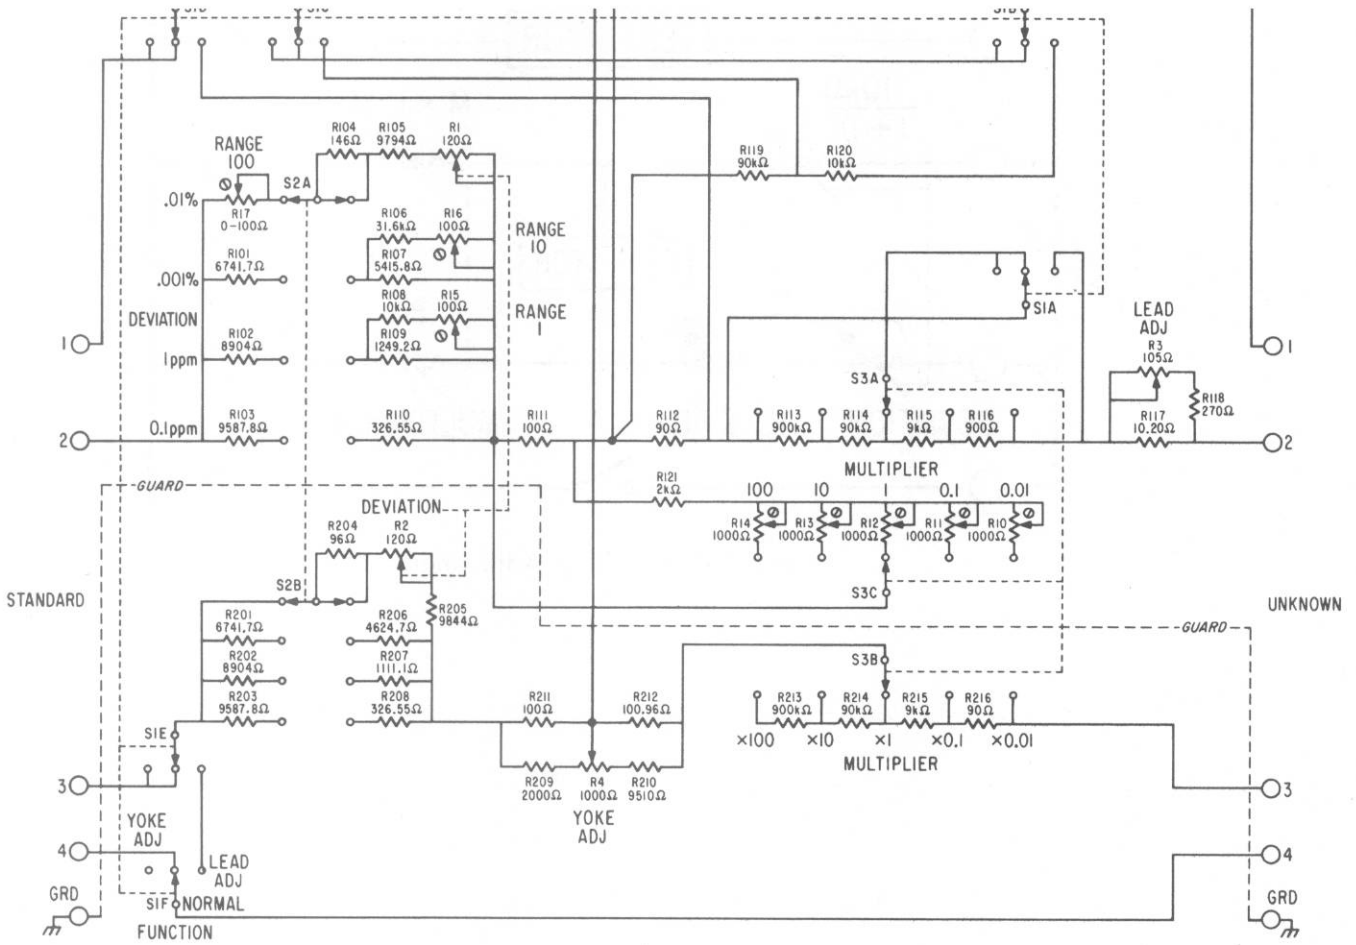 R104
146Ω
R105
9794Ω
R1
120Ω
RANGE
100
S2A
.01%
R17
0-100Ω
R106
31.6kΩ
R16
100Ω
RANGE
10
R101
6741.7Ω
R107
5415.8Ω
.001%
R108
10kΩ
R15
100Ω
RANGE
1
DEVIATION
R102
8904Ω
R109
1249.2Ω
1
1ppm
R103
9587.8Ω
R110
326.55Ω
R111
100Ω
R112
90Ω
2
0.1ppm
R119
90kΩ
R120
10kΩ
S1A
LEAD
ADJ
R3
105Ω
1
S3A
R118
270Ω
R113
900kΩ
R114
90kΩ
R115
9kΩ
R116
900Ω
R117
10.20Ω
2
MULTIPLIER
R121
2kΩ
100
10
1
0.1
0.01
R14
1000Ω
R13
1000Ω
R12
1000Ω
R11
1000Ω
R10
1000Ω
S3C
GUARD
DEVIATION
R204
96Ω
R2
120Ω
S2B
R205
9844Ω
STANDARD
UNKNOWN
GUARD
R201
6741.7Ω
R206
4624.7Ω
R202
8904Ω
R207
1111.1Ω
R203
9587.8Ω
R208
326.55Ω
S3B
R211
100Ω
R212
100.96Ω
R213
900kΩ
R214
90kΩ
R215
9kΩ
R216
90Ω
×100
×10
×1
×0.1
×0.01
MULTIPLIER
R209
2000Ω
R4
1000Ω
R210
9510Ω
YOKE
ADJ
S1E
3
3
YOKE
ADJ
4
4
LEAD
ADJ
GRD
S1F
NORMAL
FUNCTION
GRD